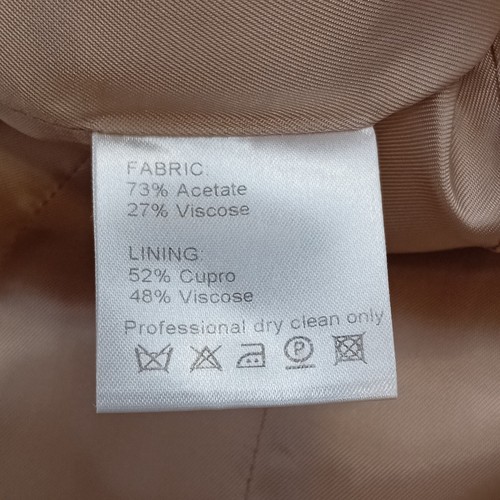 FABRIC:
73% Acetate
27% Viscose
LINING:
52% Cupro
48% Viscose
Professional dry clean only
P